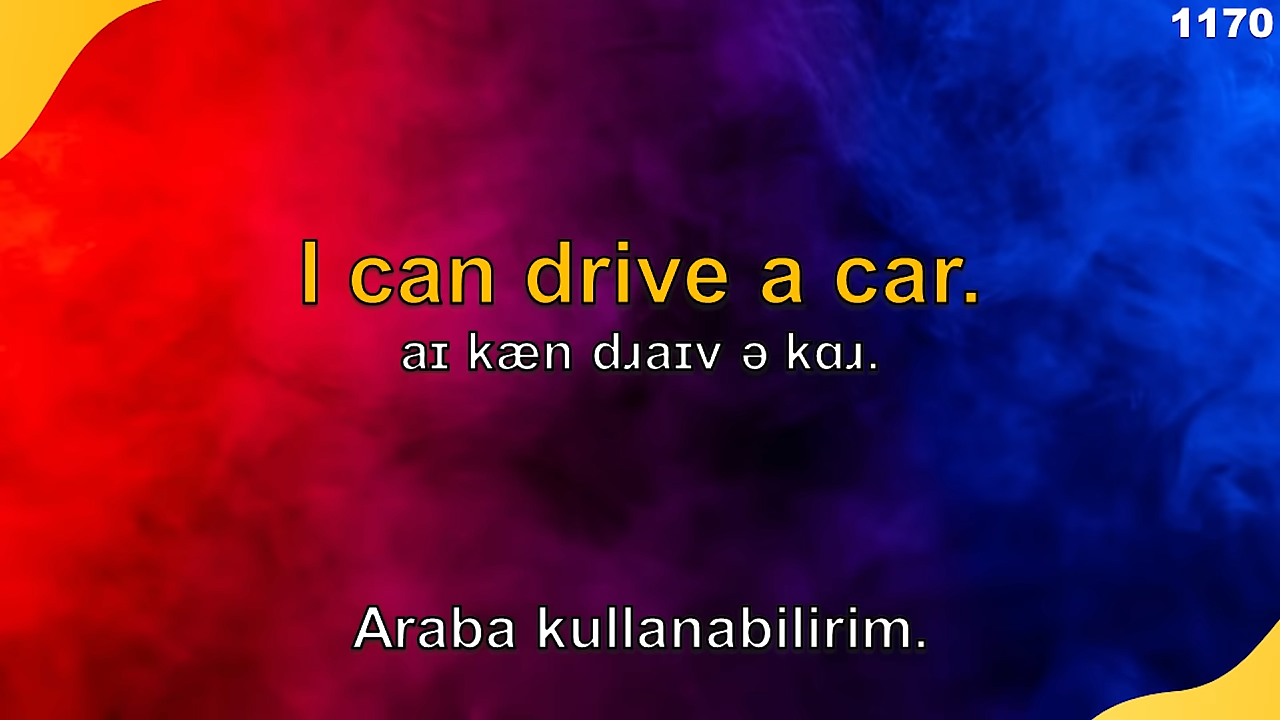 1170
I can drive a car.
aɪ kæn dɹaɪv ə kɑɹ.
Araba kullanabilirim.